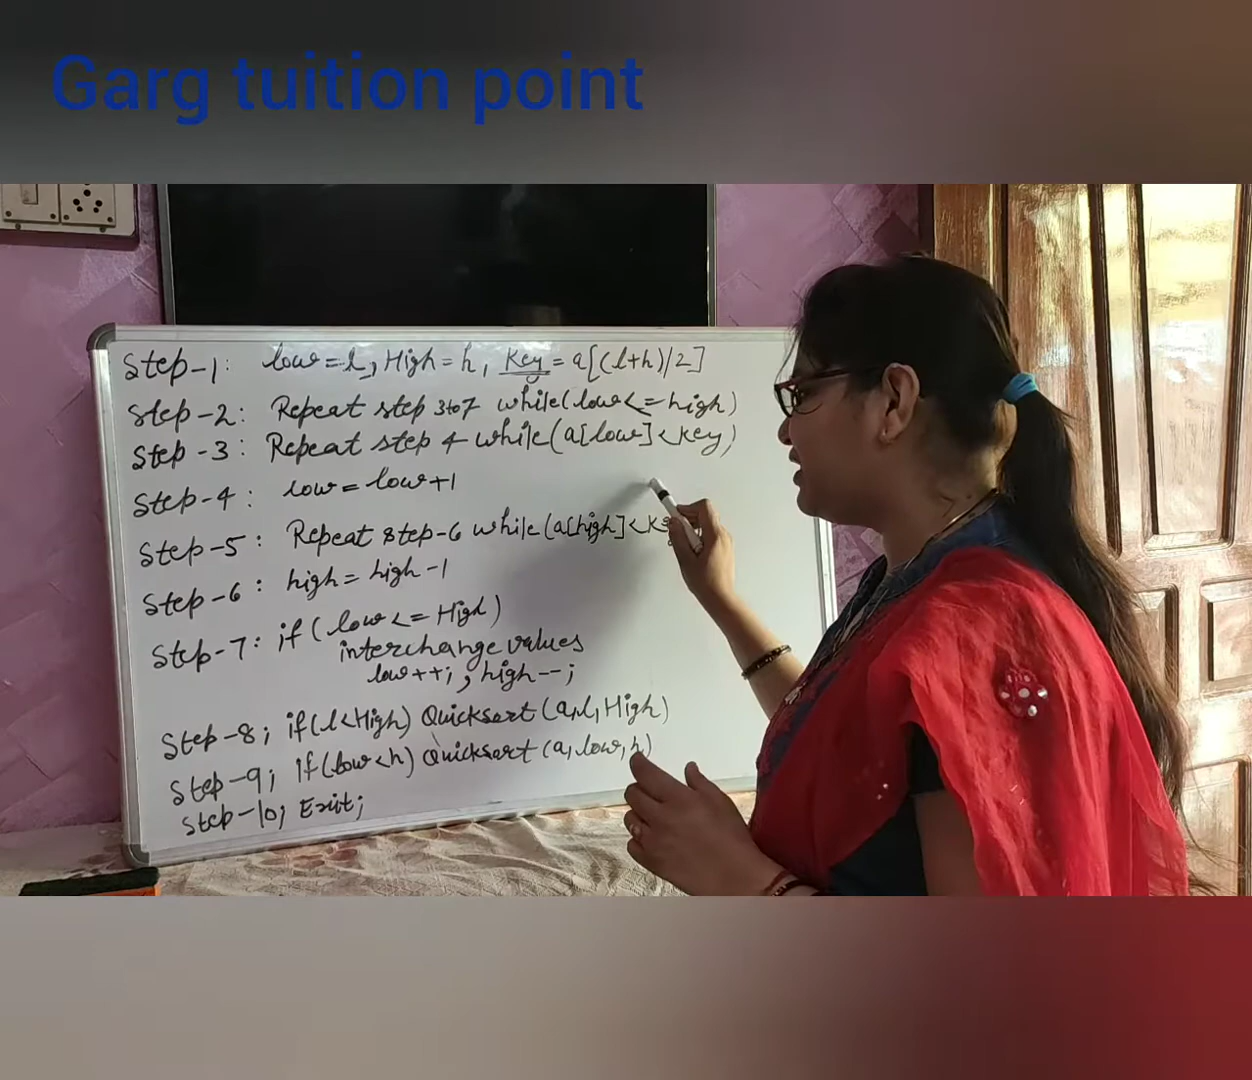 Garg tuition point
Step-1: low = l, High = h, Key = a[(l+h)/2]
Step-2: Repeat step 3to7 while(low<=high)
Step-3: Repeat step 4 while(a[low]<Key)
Step-4: low = low+1
Step-5: Repeat step-6 while(a[high]<
Step-6: high = high-1
Step-7: if(low<=High)
interchange values
low++; , high--;
Step-8; if(l<High) Quicksort(a,l,High)
Step-9; if(low<h) Quicksort(a,low,h)
Step-10; Exit;